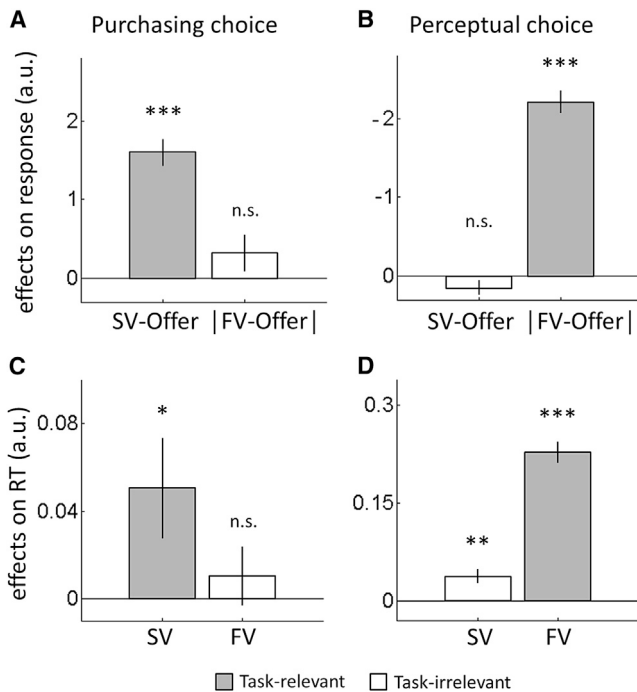 A Purchasing choice
B Perceptual choice
effects on response (a.u.)
2
1
0
***
n.s.
SV-Offer |FV-Offer|
-2
-1
0
n.s.
***
SV-Offer |FV-Offer|
C
effects on RT (a.u.)
0.08
0.04
0
*
n.s.
SV FV
D
0.3
0.15
0
**
***
SV FV
Task-relevant Task-irrelevant